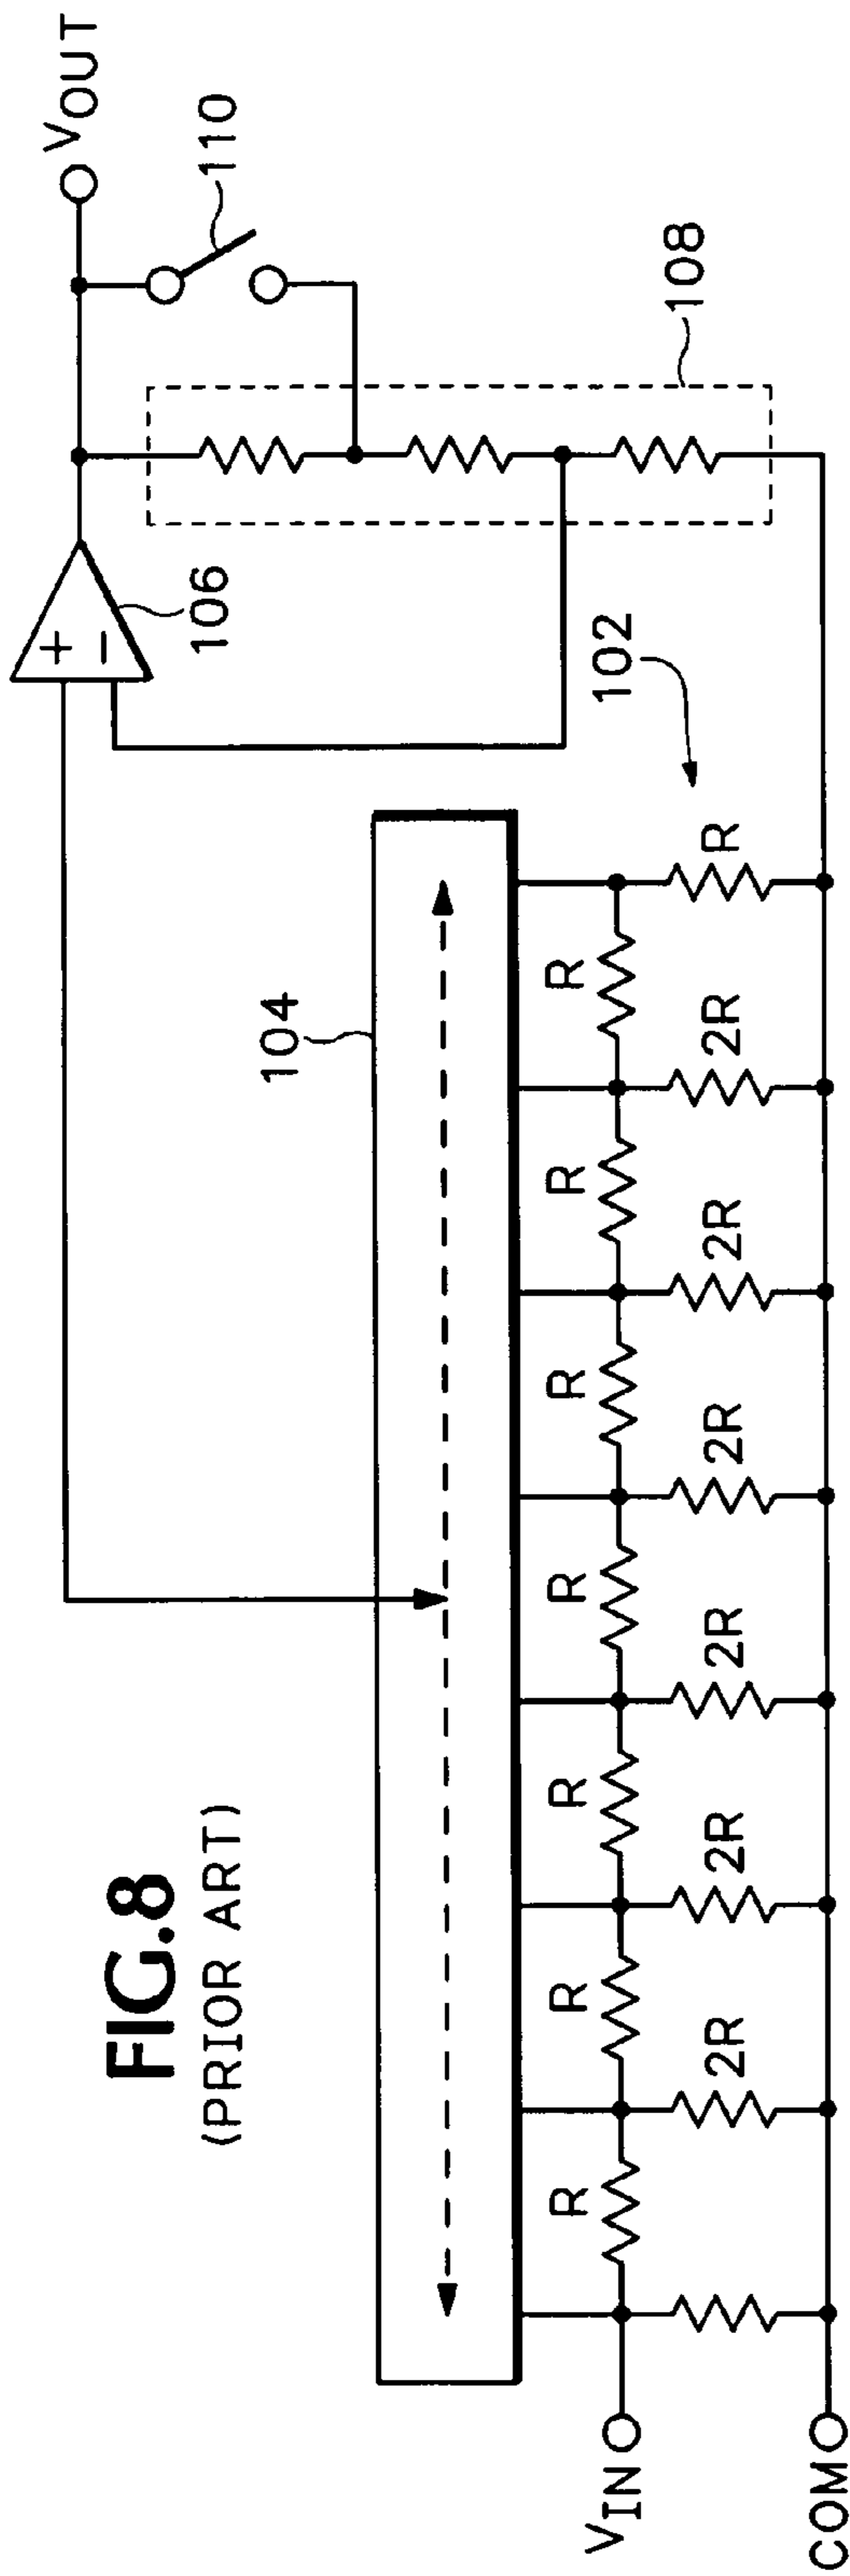 FIG.8
(PRIOR ART)
VOUT
+
−
106
110
104
R R R R R R R
VIN
102
108
2R 2R 2R 2R 2R 2R R
COM